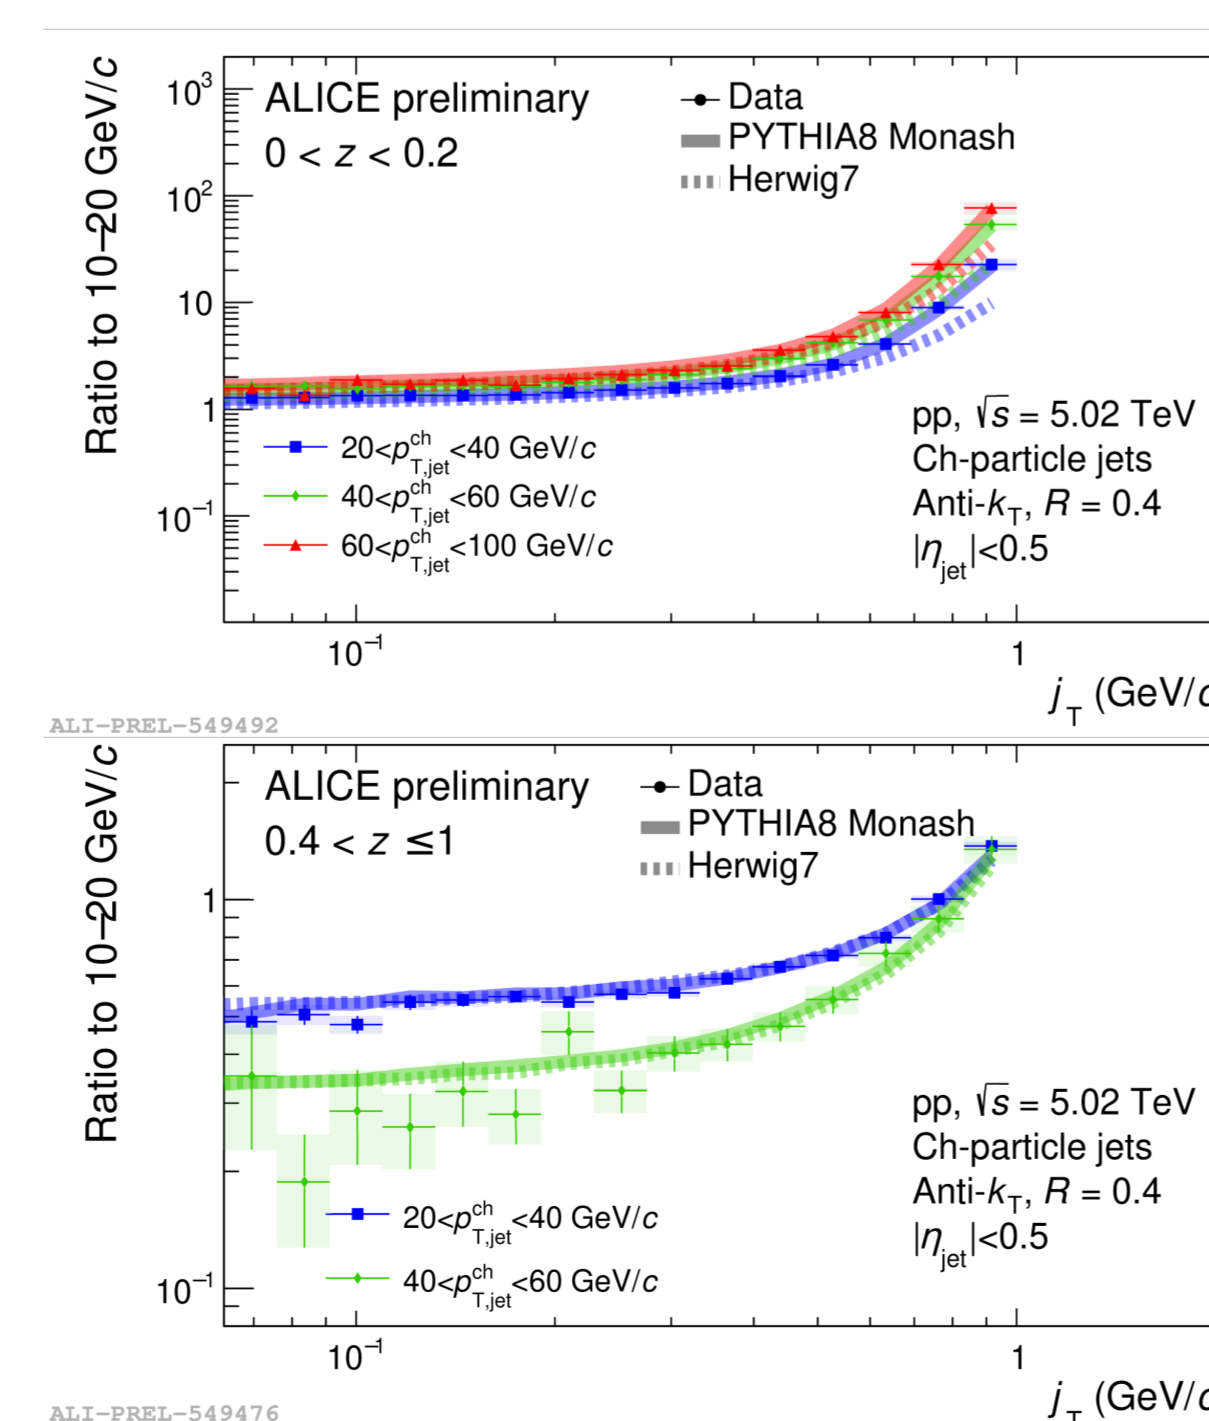 ALICE preliminary
0 < z < 0.2
Data
PYTHIA8 Monash
Herwig7
Ratio to 10–20 GeV/c
10³
10²
10
1
10⁻¹
20<p^ch_T,jet<40 GeV/c
40<p^ch_T,jet<60 GeV/c
60<p^ch_T,jet<100 GeV/c
pp, √s = 5.02 TeV
Ch-particle jets
Anti-k_T, R = 0.4
|η_jet|<0.5
10⁻¹
1
j_T (GeV/c
ALI-PREL-549492
ALICE preliminary
0.4 < z ≤1
Data
PYTHIA8 Monash
Herwig7
Ratio to 10–20 GeV/c
1
10⁻¹
20<p^ch_T,jet<40 GeV/c
40<p^ch_T,jet<60 GeV/c
pp, √s = 5.02 TeV
Ch-particle jets
Anti-k_T, R = 0.4
|η_jet|<0.5
10⁻¹
1
j_T (GeV/c
ALI-PREL-549476